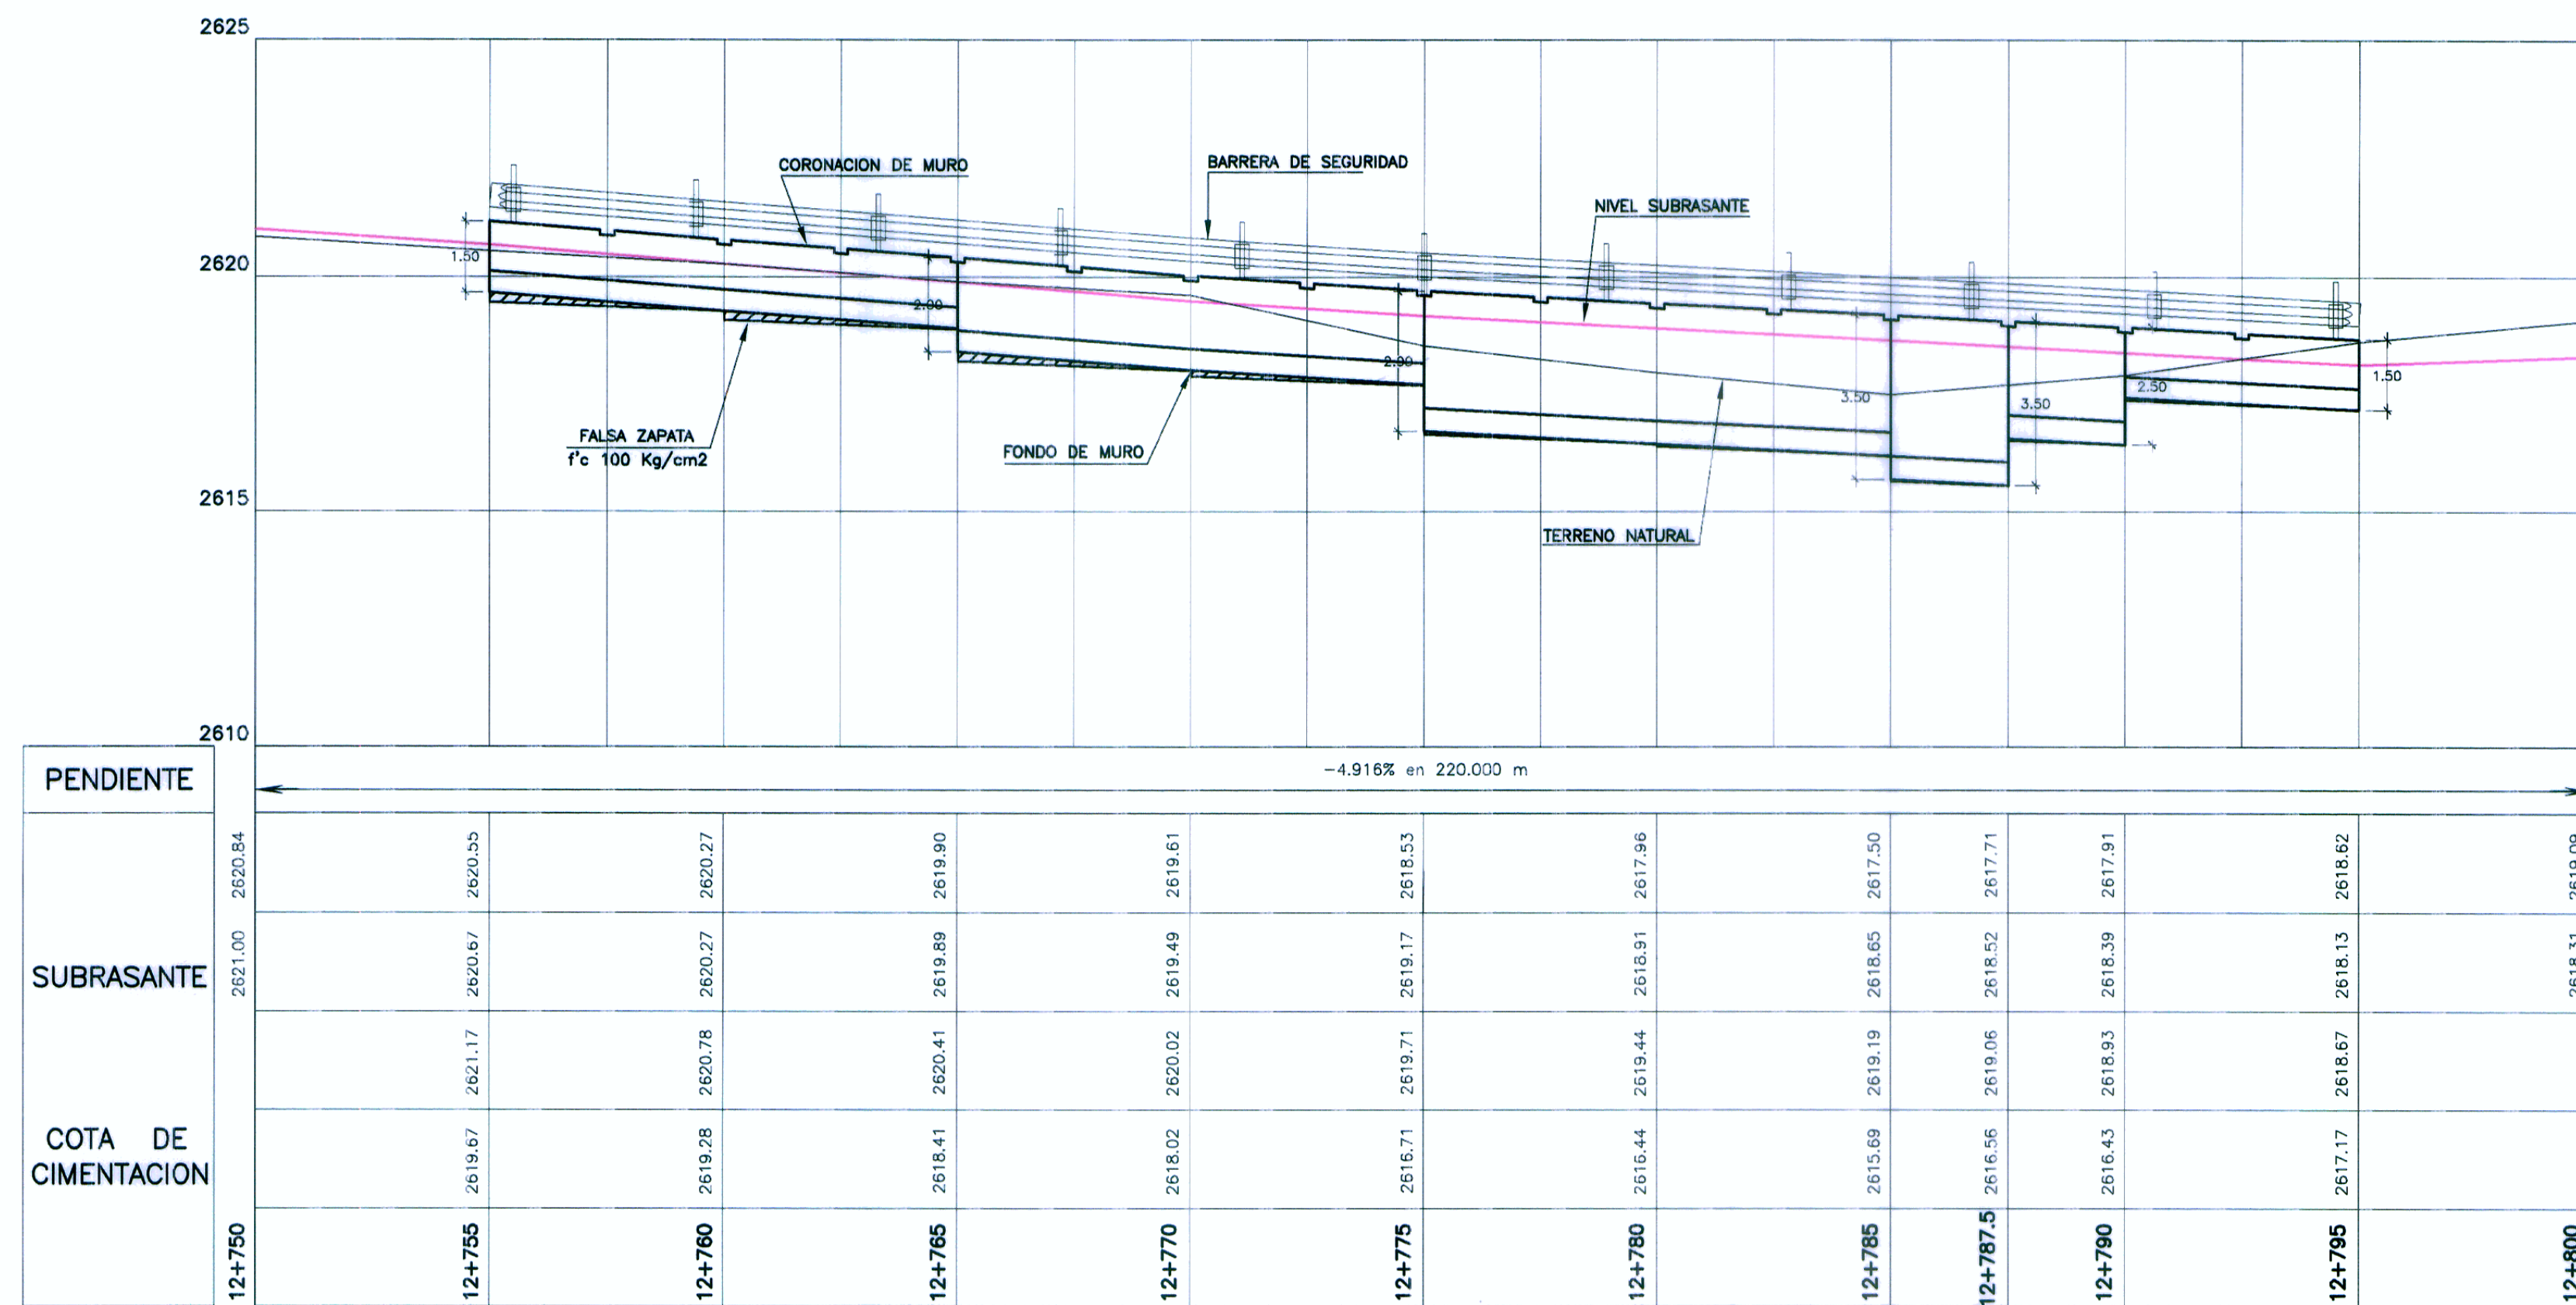 2625
2620
2615
2610
CORONACION DE MURO
BARRERA DE SEGURIDAD
NIVEL SUBRASANTE
1.50
2.00
2.00
3.50
3.50
2.50
1.50
FALSA ZAPATA
f'c 100 Kg/cm2
FONDO DE MURO
TERRENO NATURAL
PENDIENTE
-4.916% en 220.000 m
2620.84 2620.55 2620.27 2619.90 2619.61 2618.53 2617.96 2617.50 2617.71 2617.91 2618.62 2619.09
SUBRASANTE
2621.00 2620.67 2620.27 2619.89 2619.49 2619.17 2618.91 2618.65 2618.52 2618.39 2618.13 2618.31
2621.17 2620.78 2620.41 2620.02 2619.71 2619.44 2619.19 2619.06 2618.93 2618.67
COTA DE
CIMENTACION
2619.67 2619.28 2618.41 2618.02 2616.71 2616.44 2615.69 2616.56 2616.43 2617.17
12+750 12+755 12+760 12+765 12+770 12+775 12+780 12+785 12+787.5 12+790 12+795 12+800